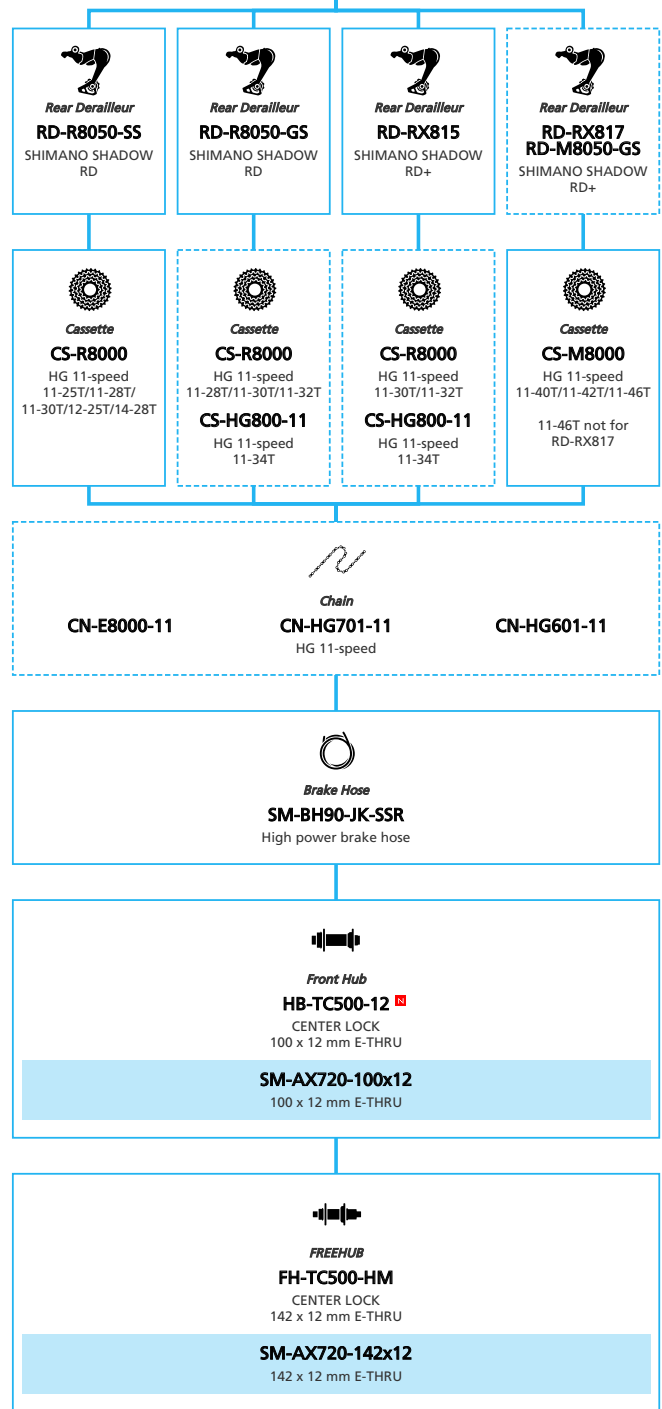 Rear Derailleur
RD-R8050-SS
SHIMANO SHADOW
RD
Rear Derailleur
RD-R8050-GS
SHIMANO SHADOW
RD
Rear Derailleur
RD-RX815
SHIMANO SHADOW
RD+
Rear Derailleur
RD-RX817
RD-M8050-GS
SHIMANO SHADOW
RD+
Cassette
CS-R8000
HG 11-speed
11-25T/11-28T/
11-30T/12-25T/14-28T
Cassette
CS-R8000
HG 11-speed
11-28T/11-30T/11-32T
CS-HG800-11
HG 11-speed
11-34T
Cassette
CS-R8000
HG 11-speed
11-30T/11-32T
CS-HG800-11
HG 11-speed
11-34T
Cassette
CS-M8000
HG 11-speed
11-40T/11-42T/11-46T
11-46T not for
RD-RX817
Chain
CN-E8000-11
CN-HG701-11
HG 11-speed
CN-HG601-11
Brake Hose
SM-BH90-JK-SSR
High power brake hose
Front Hub
HB-TC500-12 N
CENTER LOCK
100 x 12 mm E-THRU
SM-AX720-100x12
100 x 12 mm E-THRU
FREEHUB
FH-TC500-HM
CENTER LOCK
142 x 12 mm E-THRU
SM-AX720-142x12
142 x 12 mm E-THRU